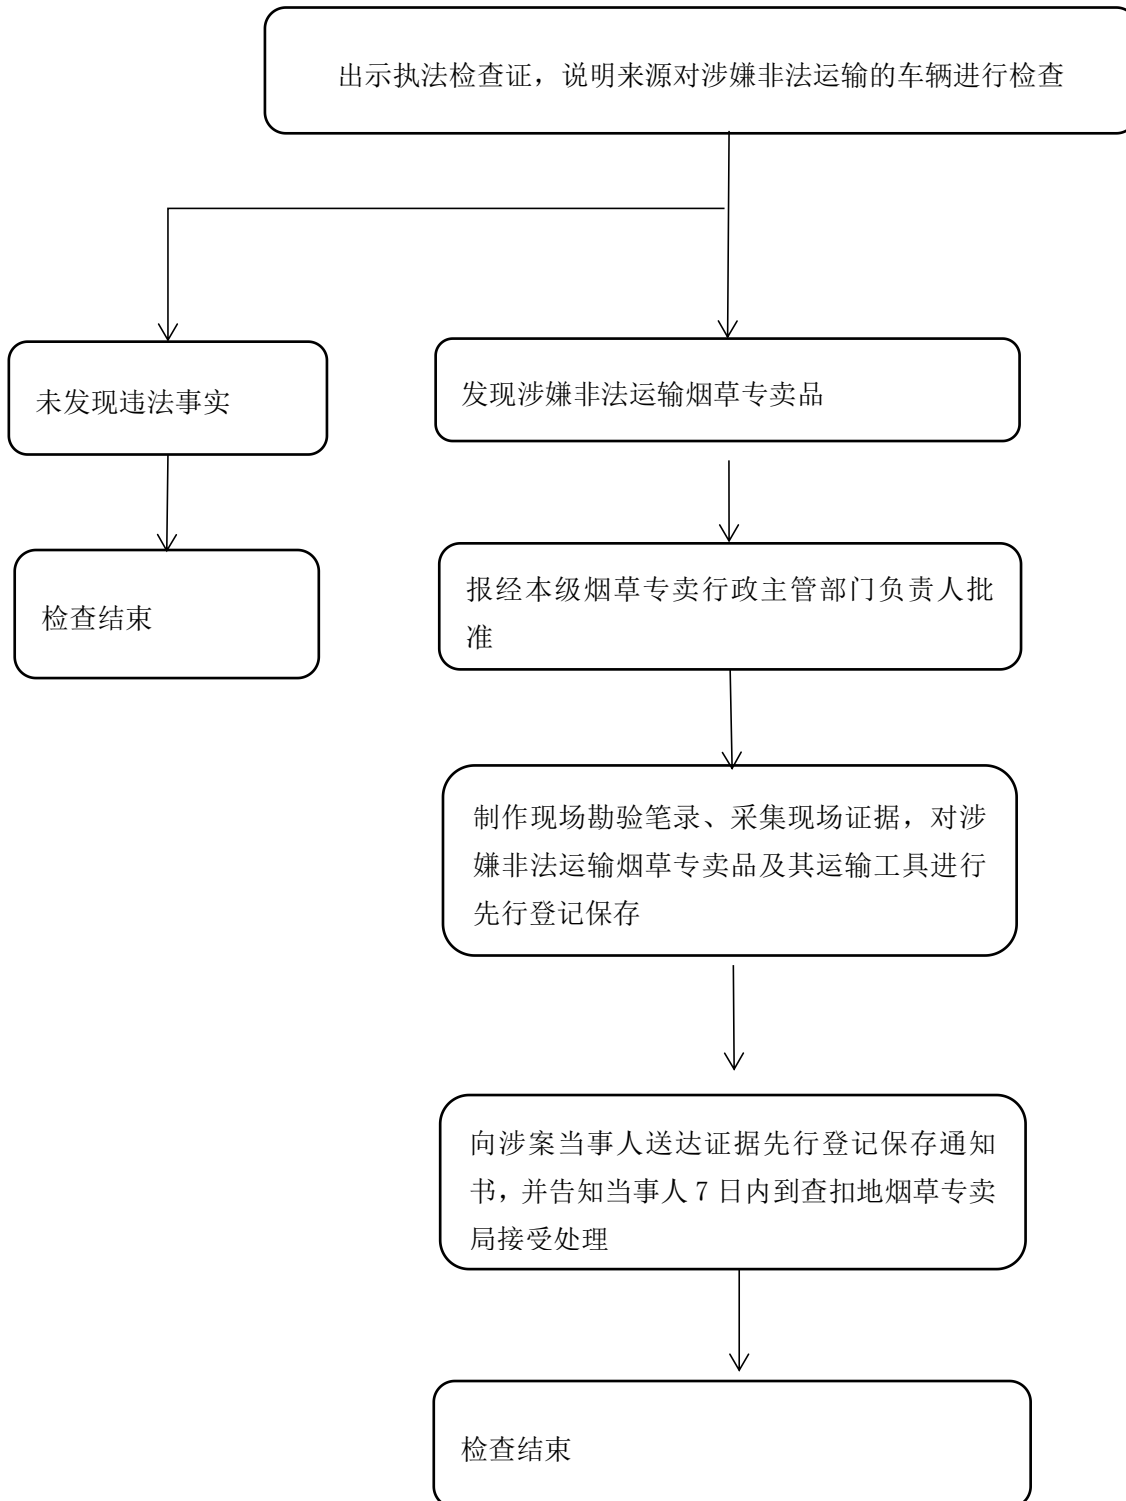 出示执法检查证，说明来源对涉嫌非法运输的车辆进行检查
未发现违法事实
发现涉嫌非法运输烟草专卖品
检查结束
报经本级烟草专卖行政主管部门负责人批
准
制作现场勘验笔录、采集现场证据，对涉
嫌非法运输烟草专卖品及其运输工具进行
先行登记保存
向涉案当事人送达证据先行登记保存通知
书，并告知当事人 7 日内到查扣地烟草专卖
局接受处理
检查结束